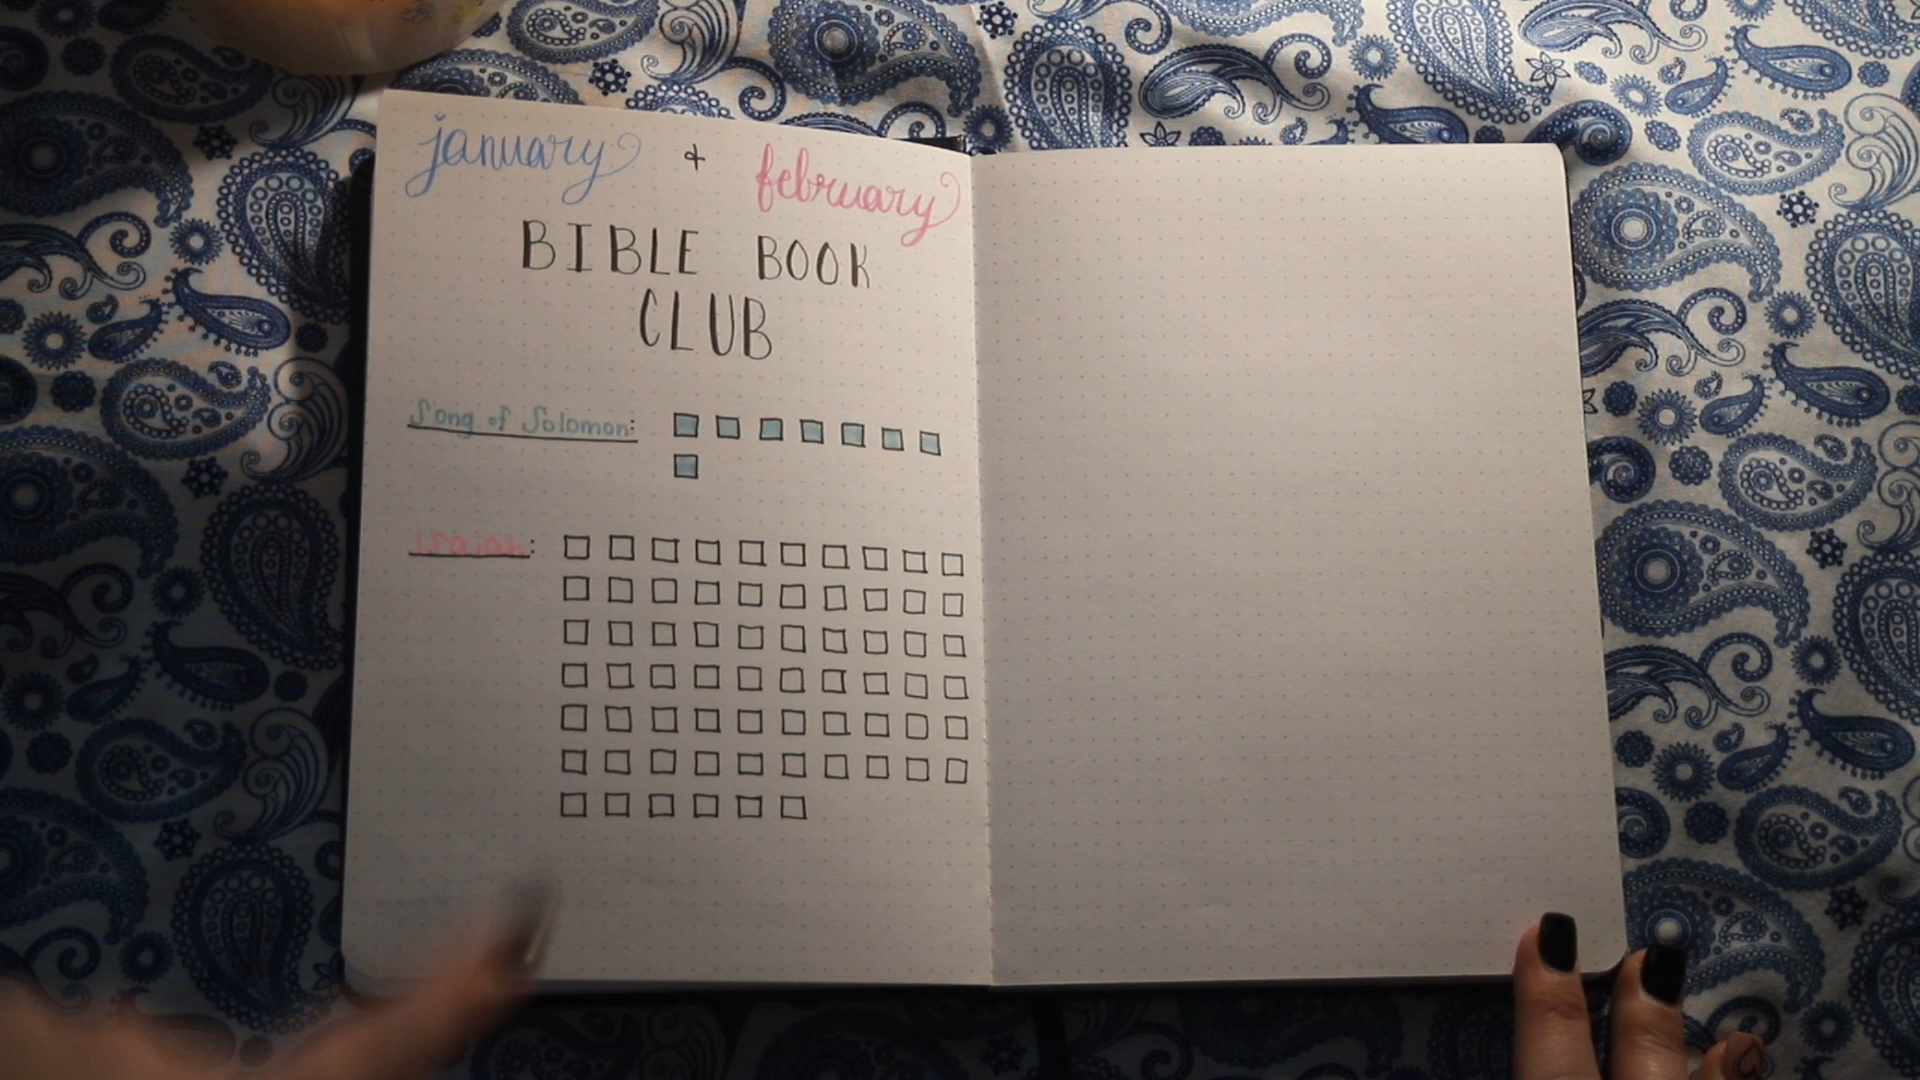 january + february
BIBLE BOOK
CLUB
Song of Solomon:
Isaiah: